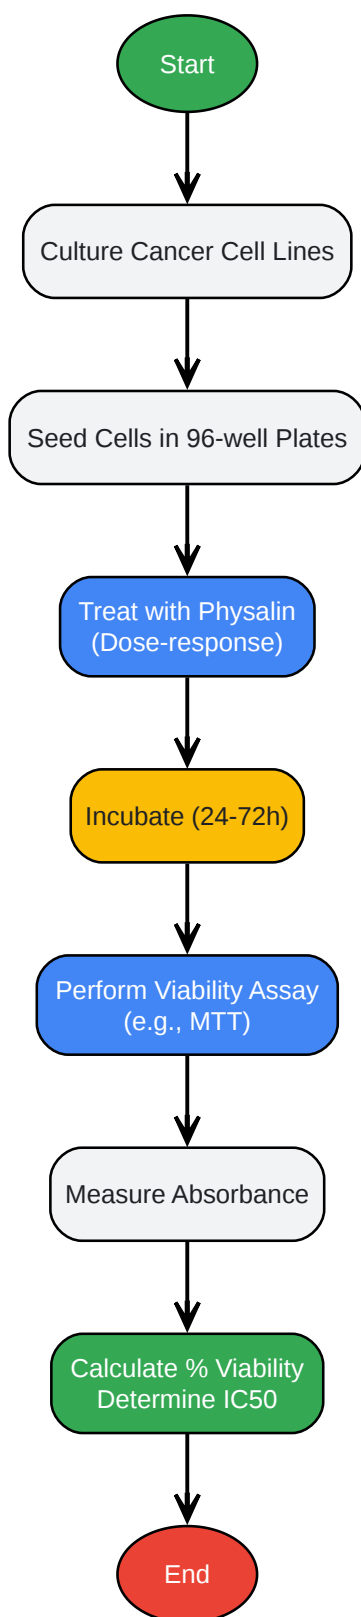 Start
Culture Cancer Cell Lines
Seed Cells in 96-well Plates
Treat with Physalin
(Dose-response)
Incubate (24-72h)
Perform Viability Assay
(e.g., MTT)
Measure Absorbance
Calculate % Viability
Determine IC50
End